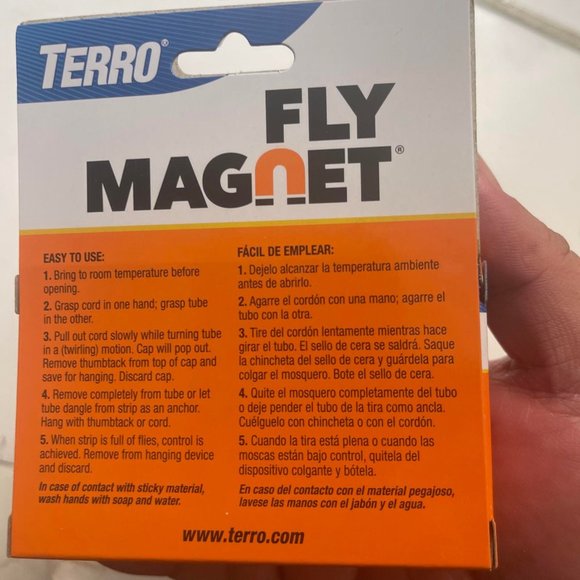 TERRO®
FLY
MAGNET®
EASY TO USE:
1. Bring to room temperature before
opening.
2. Grasp cord in one hand; grasp tube
in the other.
3. Pull out cord slowly while turning tube
in a (twirling) motion. Cap will pop out.
Remove thumbtack from top of cap and
save for hanging. Discard cap.
4. Remove completely from tube or let
tube dangle from strip as an anchor.
Hang with thumbtack or cord.
5. When strip is full of flies, control is
achieved. Remove from hanging device
and discard.
In case of contact with sticky material,
wash hands with soap and water.
FÁCIL DE EMPLEAR:
1. Dejelo alcanzar la temperatura ambiente
antes de abrirlo.
2. Agarre el cordón con una mano; agarre el
tubo con la otra.
3. Tire del cordón lentamente mientras hace
girar el tubo. El sello de cera se saldrá. Saque
la chincheta del sello de cera y guárdela para
colgar el mosquero. Bote el sello de cera.
4. Quite el mosquero completamente del tubo
o deje pender el tubo de la tira como ancla.
Cuélguelo con chincheta o con el cordón.
5. Cuando la tira está plena o cuando las
moscas están bajo control, quitela del
dispositivo colgante y bótela.
En caso del contacto con el material pegajoso,
lavese las manos con el jabón y el agua.
www.terro.com